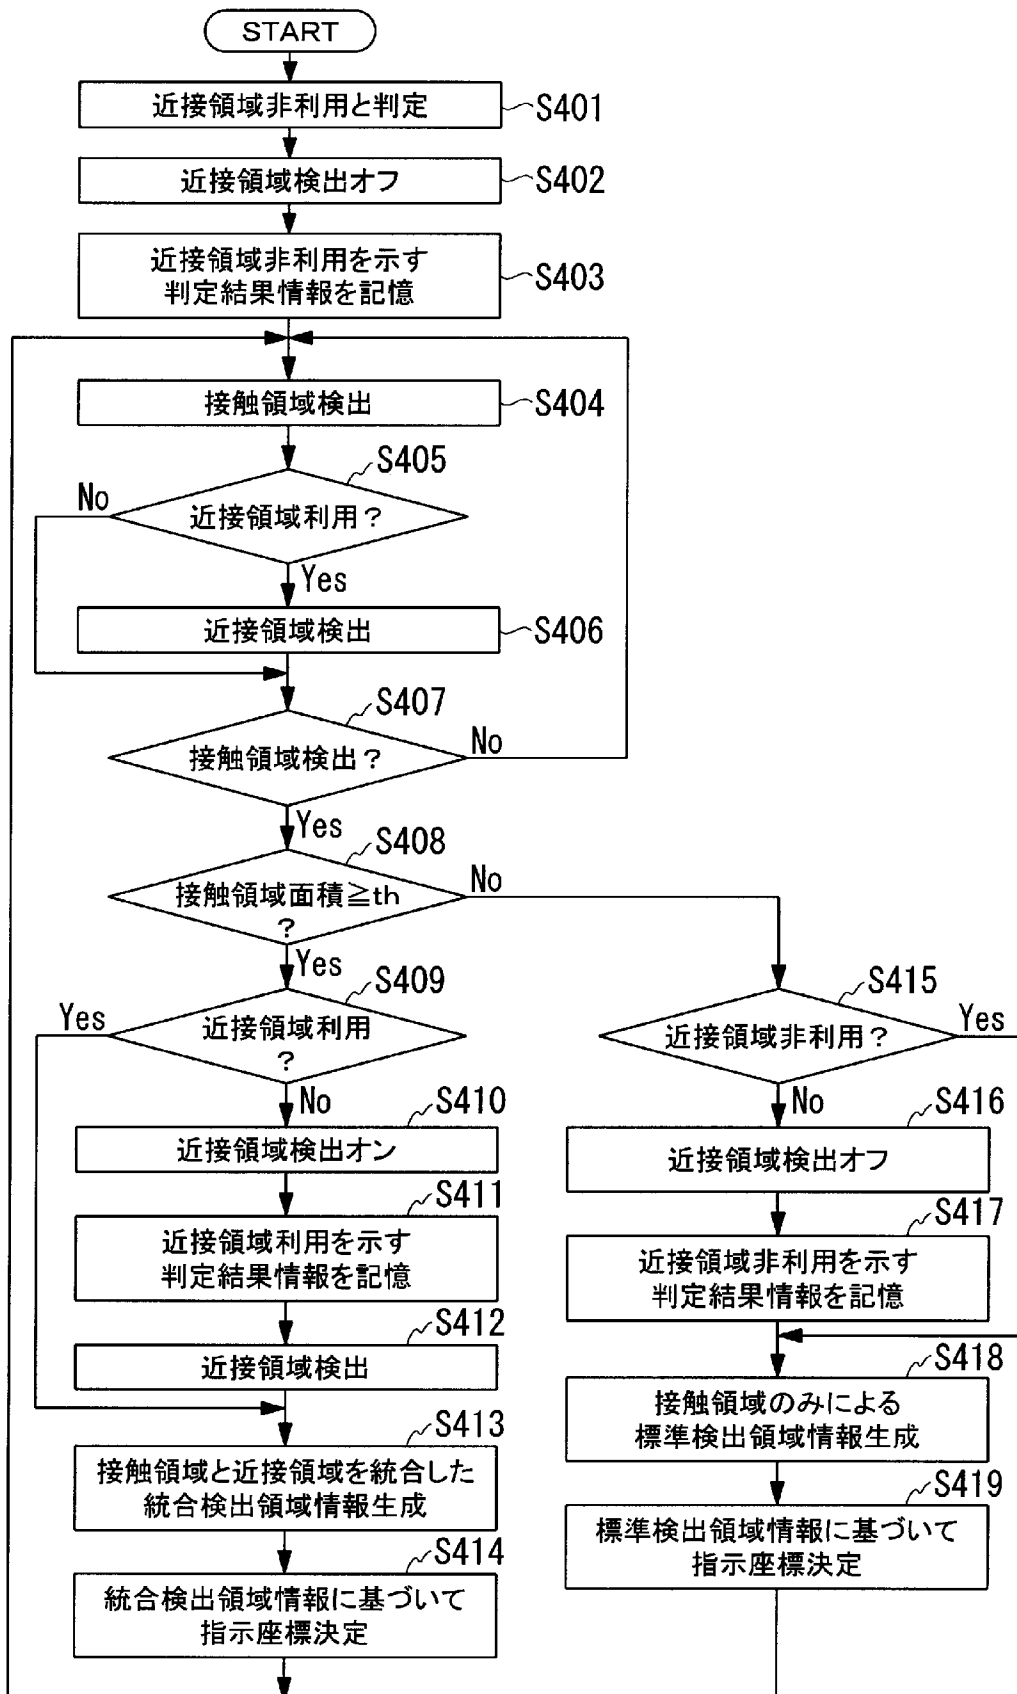 START
近接領域非利用と判定
S401
近接領域検出オフ
S402
近接領域非利用を示す
判定結果情報を記憶
S403
接触領域検出
S404
S405
No
近接領域利用？
Yes
近接領域検出
S406
S407
接触領域検出？
No
Yes
S408
接触領域面積≧th
？
No
Yes
S409
Yes
近接領域利用
？
No
S410
近接領域検出オン
S411
近接領域利用を示す
判定結果情報を記憶
S412
近接領域検出
S413
接触領域と近接領域を統合した
統合検出領域情報生成
S414
統合検出領域情報に基づいて
指示座標決定
S415
近接領域非利用？
Yes
No
S416
近接領域検出オフ
S417
近接領域非利用を示す
判定結果情報を記憶
S418
接触領域のみによる
標準検出領域情報生成
S419
標準検出領域情報に基づいて
指示座標決定